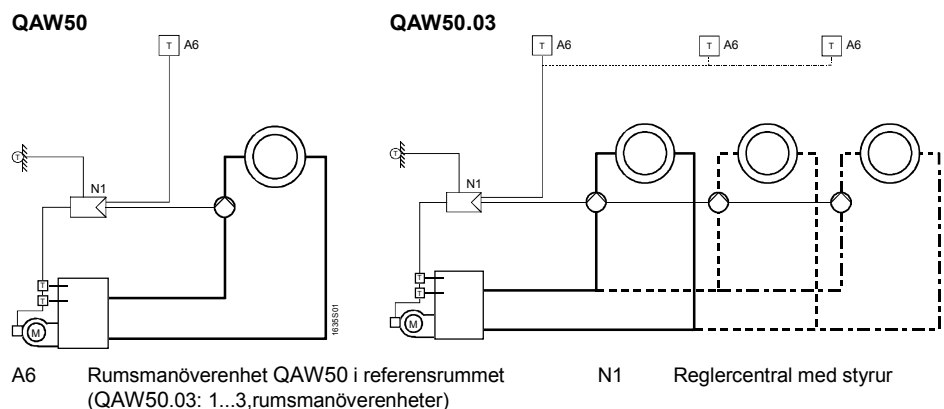 QAW50
QAW50.03
T A6
T A6
T A6
T A6
T
N1
T
T
M
1635S01
T
N1
T
T
M
A6 Rumsmanöverenhet QAW50 i referensrummet
(QAW50.03: 1...3,rumsmanöverenheter)
N1 Reglercentral med styrur